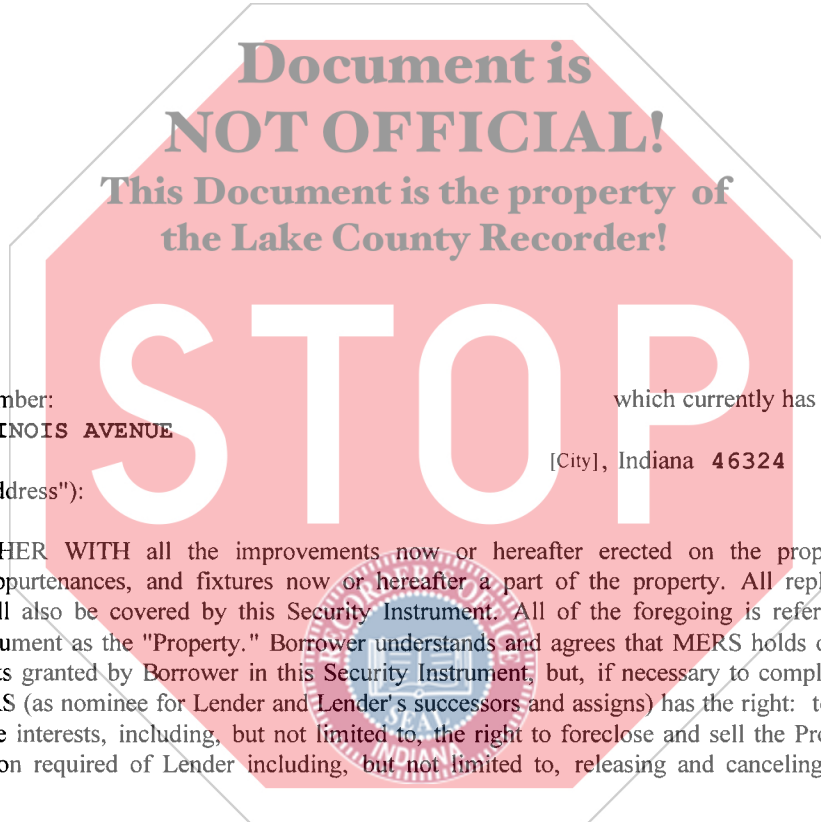 Document is
NOT OFFICIAL!
This Document is the property of
the Lake County Recorder!
STOP
mber: which currently has
INOIS AVENUE
[City], Indiana 46324
ddress"):
HER WITH all the improvements now or hereafter erected on the prop
ppurtenances, and fixtures now or hereafter a part of the property. All repl
ll also be covered by this Security Instrument. All of the foregoing is refer
ument as the "Property." Borrower understands and agrees that MERS holds
ts granted by Borrower in this Security Instrument, but, if necessary to compl
RS (as nominee for Lender and Lender's successors and assigns) has the right: t
e interests, including, but not limited to, the right to foreclose and sell the Pro
on required of Lender including, but not limited to, releasing and canceling
RECORDER'S OFFICE
SEAL
INDIANA